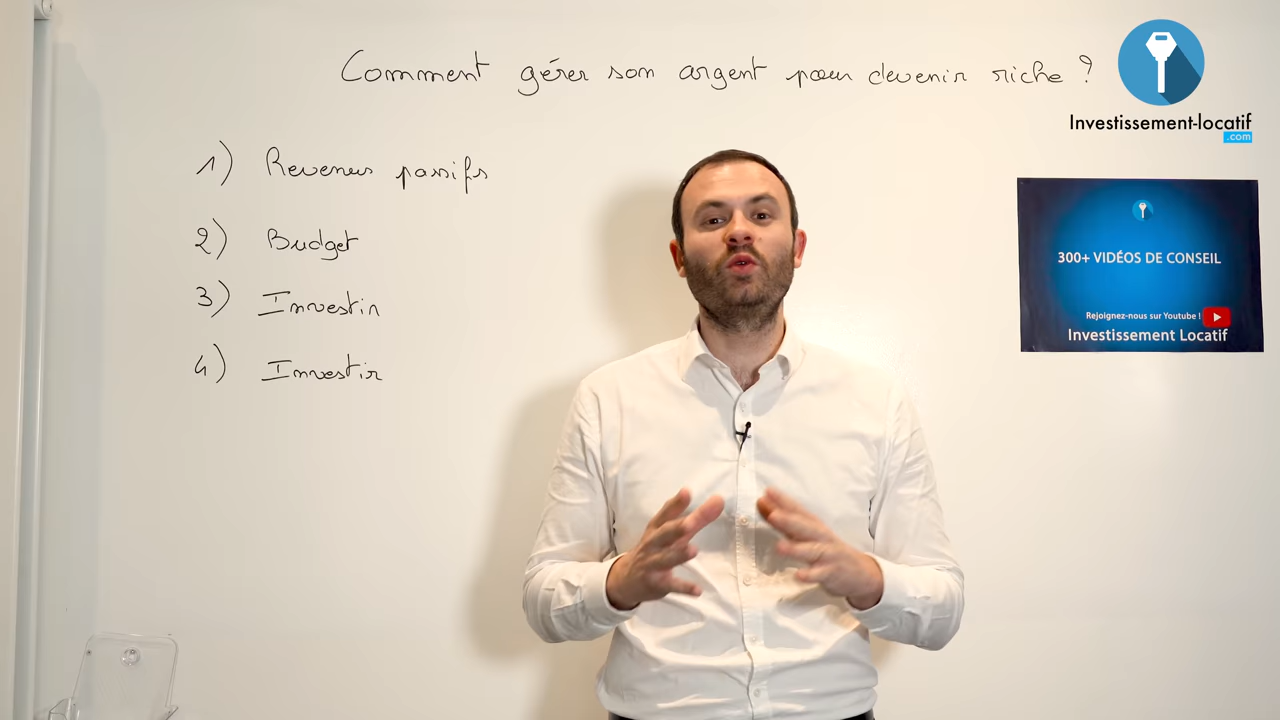 Comment gérer son argent pour devenir riche ?
1) Revenus passifs
2) Budget
3) Investir
4) Investir
Investissement-locatif
.com
300+ VIDÉOS DE CONSEIL
Rejoignez-nous sur Youtube !
Investissement Locatif